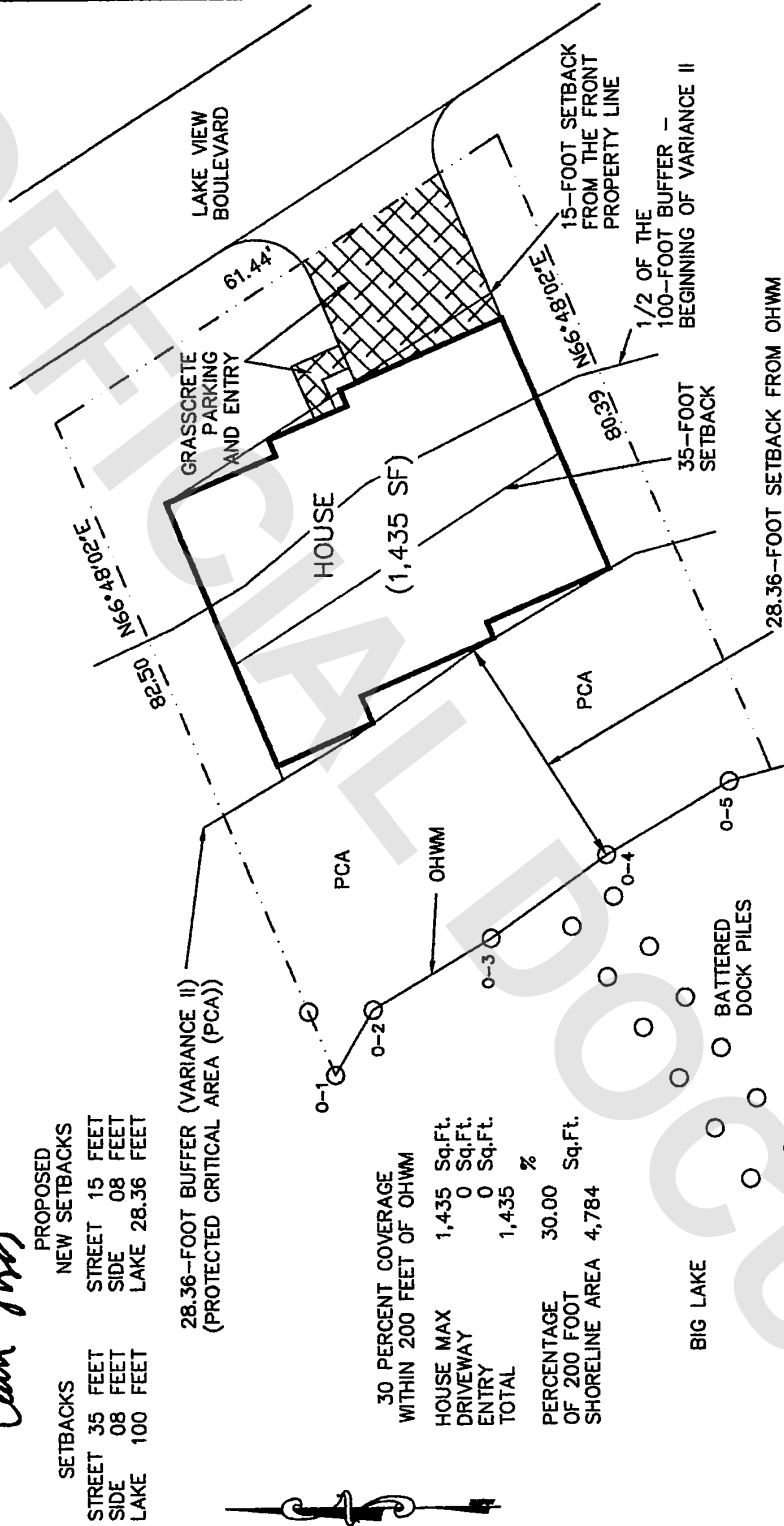 SETBACKS
STREET 35 FEET
SIDE 08 FEET
LAKE 100 FEET
PROPOSED
NEW SETBACKS
STREET 15 FEET
SIDE 08 FEET
LAKE 28.36 FEET
28.36-FOOT BUFFER (VARIANCE II)
(PROTECTED CRITICAL AREA (PCA))
LAKE VIEW
BOULEVARD
61.44'
GRASSCRETE
PARKING
AND ENTRY
82.50 N66°48'02"E
HOUSE
(1,435 SF)
15-FOOT SETBACK
FROM THE FRONT
PROPERTY LINE
1/2 OF THE
100-FOOT BUFFER -
BEGINNING OF VARIANCE II
80.39 N66°48'02"E
35-FOOT
SETBACK
28.36-FOOT SETBACK FROM OHWM
PCA
PCA
OHWM
O-1
O-2
O-3
O-4
O-5
BATTERED
DOCK PILES
30 PERCENT COVERAGE
WITHIN 200 FEET OF OHWM
HOUSE MAX 1,435 Sq.Ft.
DRIVEWAY 0 Sq.Ft.
ENTRY 0 Sq.Ft.
TOTAL 1,435
PERCENTAGE 30.00 %
OF 200 FOOT
SHORELINE AREA 4,784 Sq.Ft.
BIG LAKE
OFFICIAL DOCU